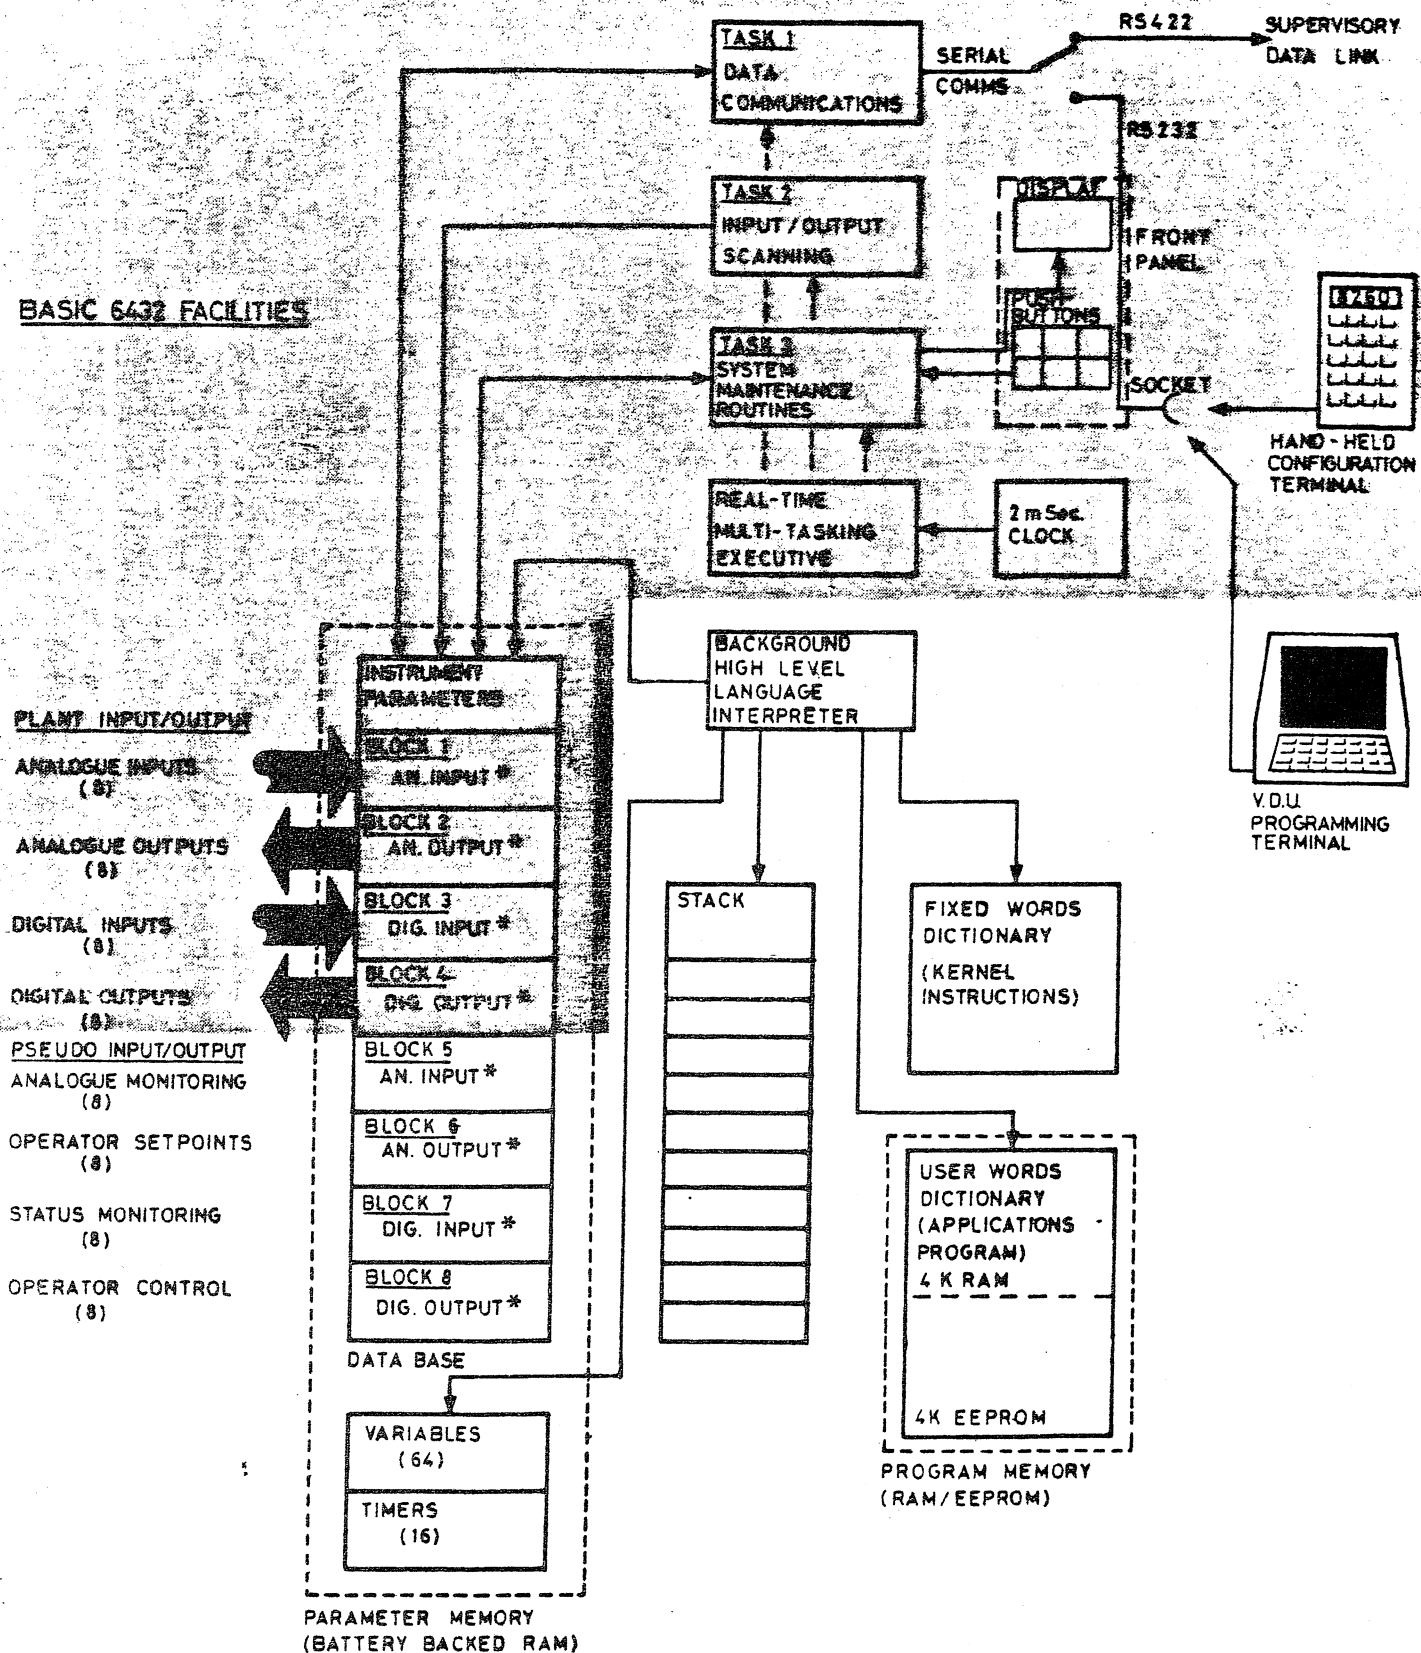 TASK 1
DATA
COMMUNICATIONS
SERIAL
COMMS
RS422
SUPERVISORY
DATA LINK
RS232
TASK 2
INPUT/OUTPUT
SCANNING
DISPLAY
FRONT
PANEL
PUSH
BUTTONS
BASIC 6432 FACILITIES
TASK 3
SYSTEM
MAINTENANCE
ROUTINES
SOCKET
8260
HAND-HELD
CONFIGURATION
TERMINAL
REAL-TIME
MULTI-TASKING
EXECUTIVE
2 mSec.
CLOCK
BACKGROUND
HIGH LEVEL
LANGUAGE
INTERPRETER
V.D.U.
PROGRAMMING
TERMINAL
INSTRUMENT
PARAMETERS
PLANT INPUT/OUTPUT
ANALOGUE INPUTS
(8)
BLOCK 1
AN. INPUT*
ANALOGUE OUTPUTS
(8)
BLOCK 2
AN. OUTPUT*
DIGITAL INPUTS
(8)
BLOCK 3
DIG. INPUT*
DIGITAL OUTPUTS
(8)
BLOCK 4
DIG. OUTPUT*
PSEUDO INPUT/OUTPUT
ANALOGUE MONITORING
(8)
BLOCK 5
AN. INPUT*
OPERATOR SETPOINTS
(8)
BLOCK 6
AN. OUTPUT*
STATUS MONITORING
(8)
BLOCK 7
DIG. INPUT*
OPERATOR CONTROL
(8)
BLOCK 8
DIG. OUTPUT*
DATA BASE
VARIABLES
(64)
TIMERS
(16)
PARAMETER MEMORY
(BATTERY BACKED RAM)
STACK
FIXED WORDS
DICTIONARY
(KERNEL
INSTRUCTIONS)
USER WORDS
DICTIONARY
(APPLICATIONS
PROGRAM)
4 K RAM
4K EEPROM
PROGRAM MEMORY
(RAM/EEPROM)